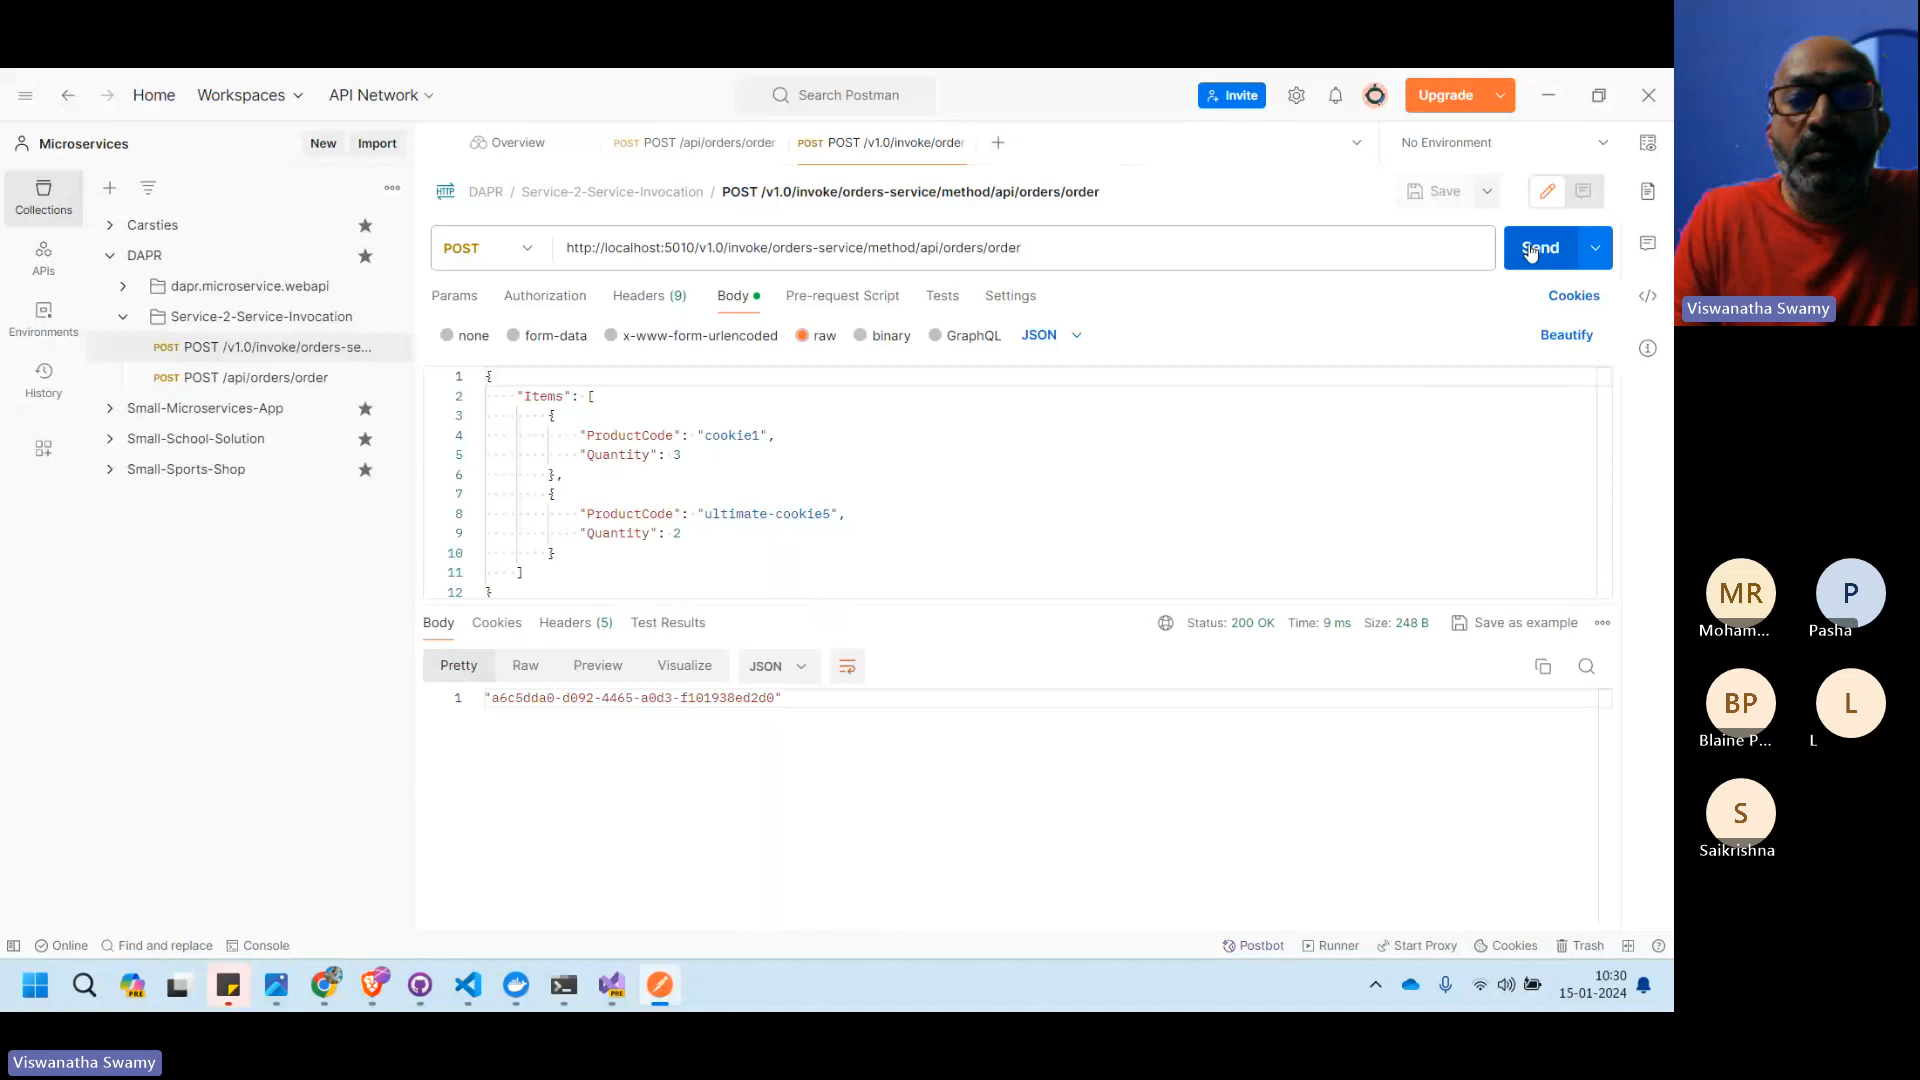 Home Workspaces API Network Search Postman Invite Upgrade
Microservices New Import Overview POST POST /api/orders/order POST POST /v1.0/invoke/order No Environment
DAPR / Service-2-Service-Invocation / POST /v1.0/invoke/orders-service/method/api/orders/order Save
Collections
APIs
Environments
History
Carsties
DAPR
dapr.microservice.webapi
Service-2-Service-Invocation
POST POST /v1.0/invoke/orders-se...
POST POST /api/orders/order
Small-Microservices-App
Small-School-Solution
Small-Sports-Shop
POST http://localhost:5010/v1.0/invoke/orders-service/method/api/orders/order Send
Params Authorization Headers (9) Body Pre-request Script Tests Settings Cookies
none form-data x-www-form-urlencoded raw binary GraphQL JSON Beautify
1 {
2 "Items": [
3 {
4 "ProductCode": "cookie1",
5 "Quantity": 3
6 },
7 {
8 "ProductCode": "ultimate-cookie5",
9 "Quantity": 2
10 }
11 ]
12 }
Body Cookies Headers (5) Test Results Status: 200 OK Time: 9 ms Size: 248 B Save as example
Pretty Raw Preview Visualize JSON
1 "a6c5dda0-d092-4465-a0d3-f101938ed2d0"
Online Find and replace Console Postbot Runner Start Proxy Cookies Trash
PRE PRE
10:30
15-01-2024
Viswanatha Swamy
Viswanatha Swamy
MR
Moham...
P
Pasha
BP
Blaine P...
L
L
S
Saikrishna